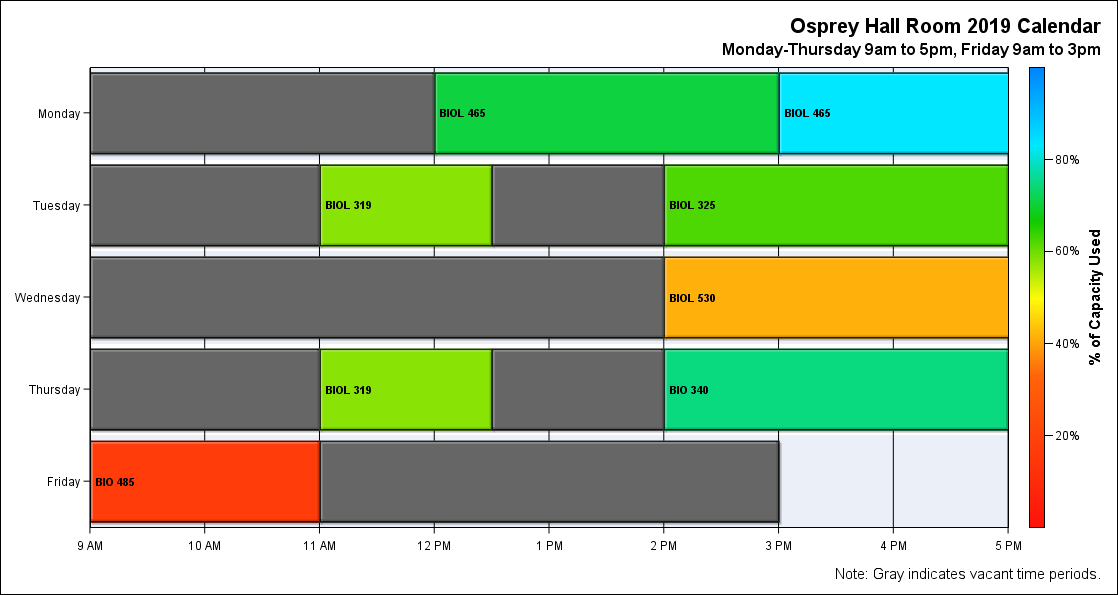 Osprey Hall Room 2019 Calendar
Monday-Thursday 9am to 5pm, Friday 9am to 3pm
Monday
BIOL 465
BIOL 465
Tuesday
BIOL 319
BIOL 325
Wednesday
BIOL 530
Thursday
BIOL 319
BIO 340
Friday
BIO 485
9 AM
10 AM
11 AM
12 PM
1 PM
2 PM
3 PM
4 PM
5 PM
80%
60%
40%
20%
% of Capacity Used
Note: Gray indicates vacant time periods.